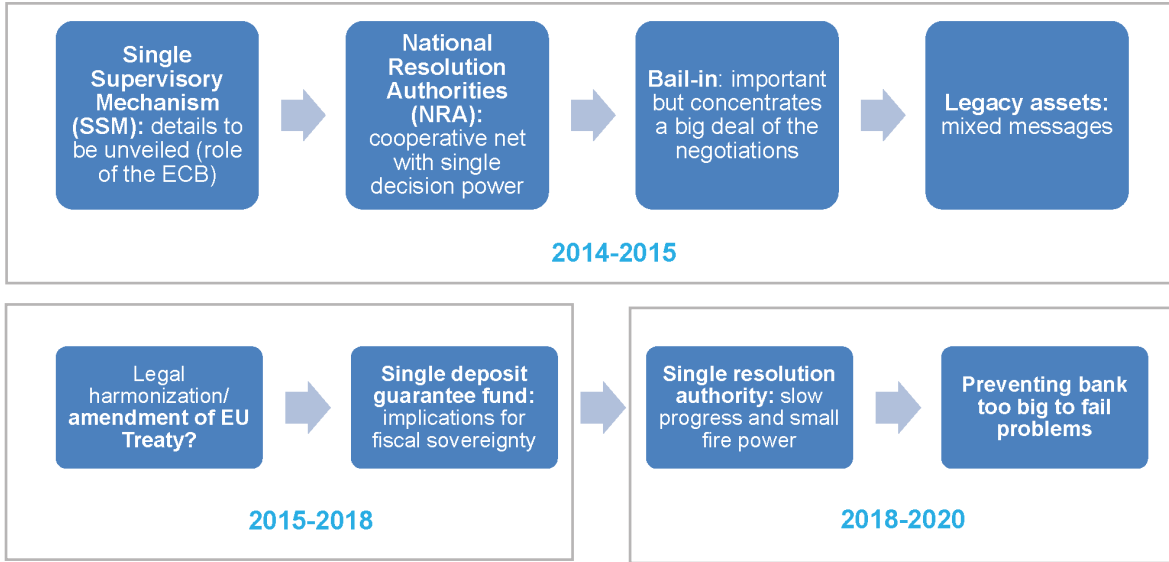 Single
Supervisory
Mechanism
(SSM): details to
be unveiled (role
of the ECB)
National
Resolution
Authorities
(NRA):
cooperative net
with single
decision power
Bail-in: important
but concentrates
a big deal of the
negotiations
Legacy assets:
mixed messages
2014-2015
Legal
harmonization/
amendment of EU
Treaty?
Single deposit
guarantee fund:
implications for
fiscal sovereignty
2015-2018
Single resolution
authority: slow
progress and small
fire power
Preventing bank
too big to fail
problems
2018-2020